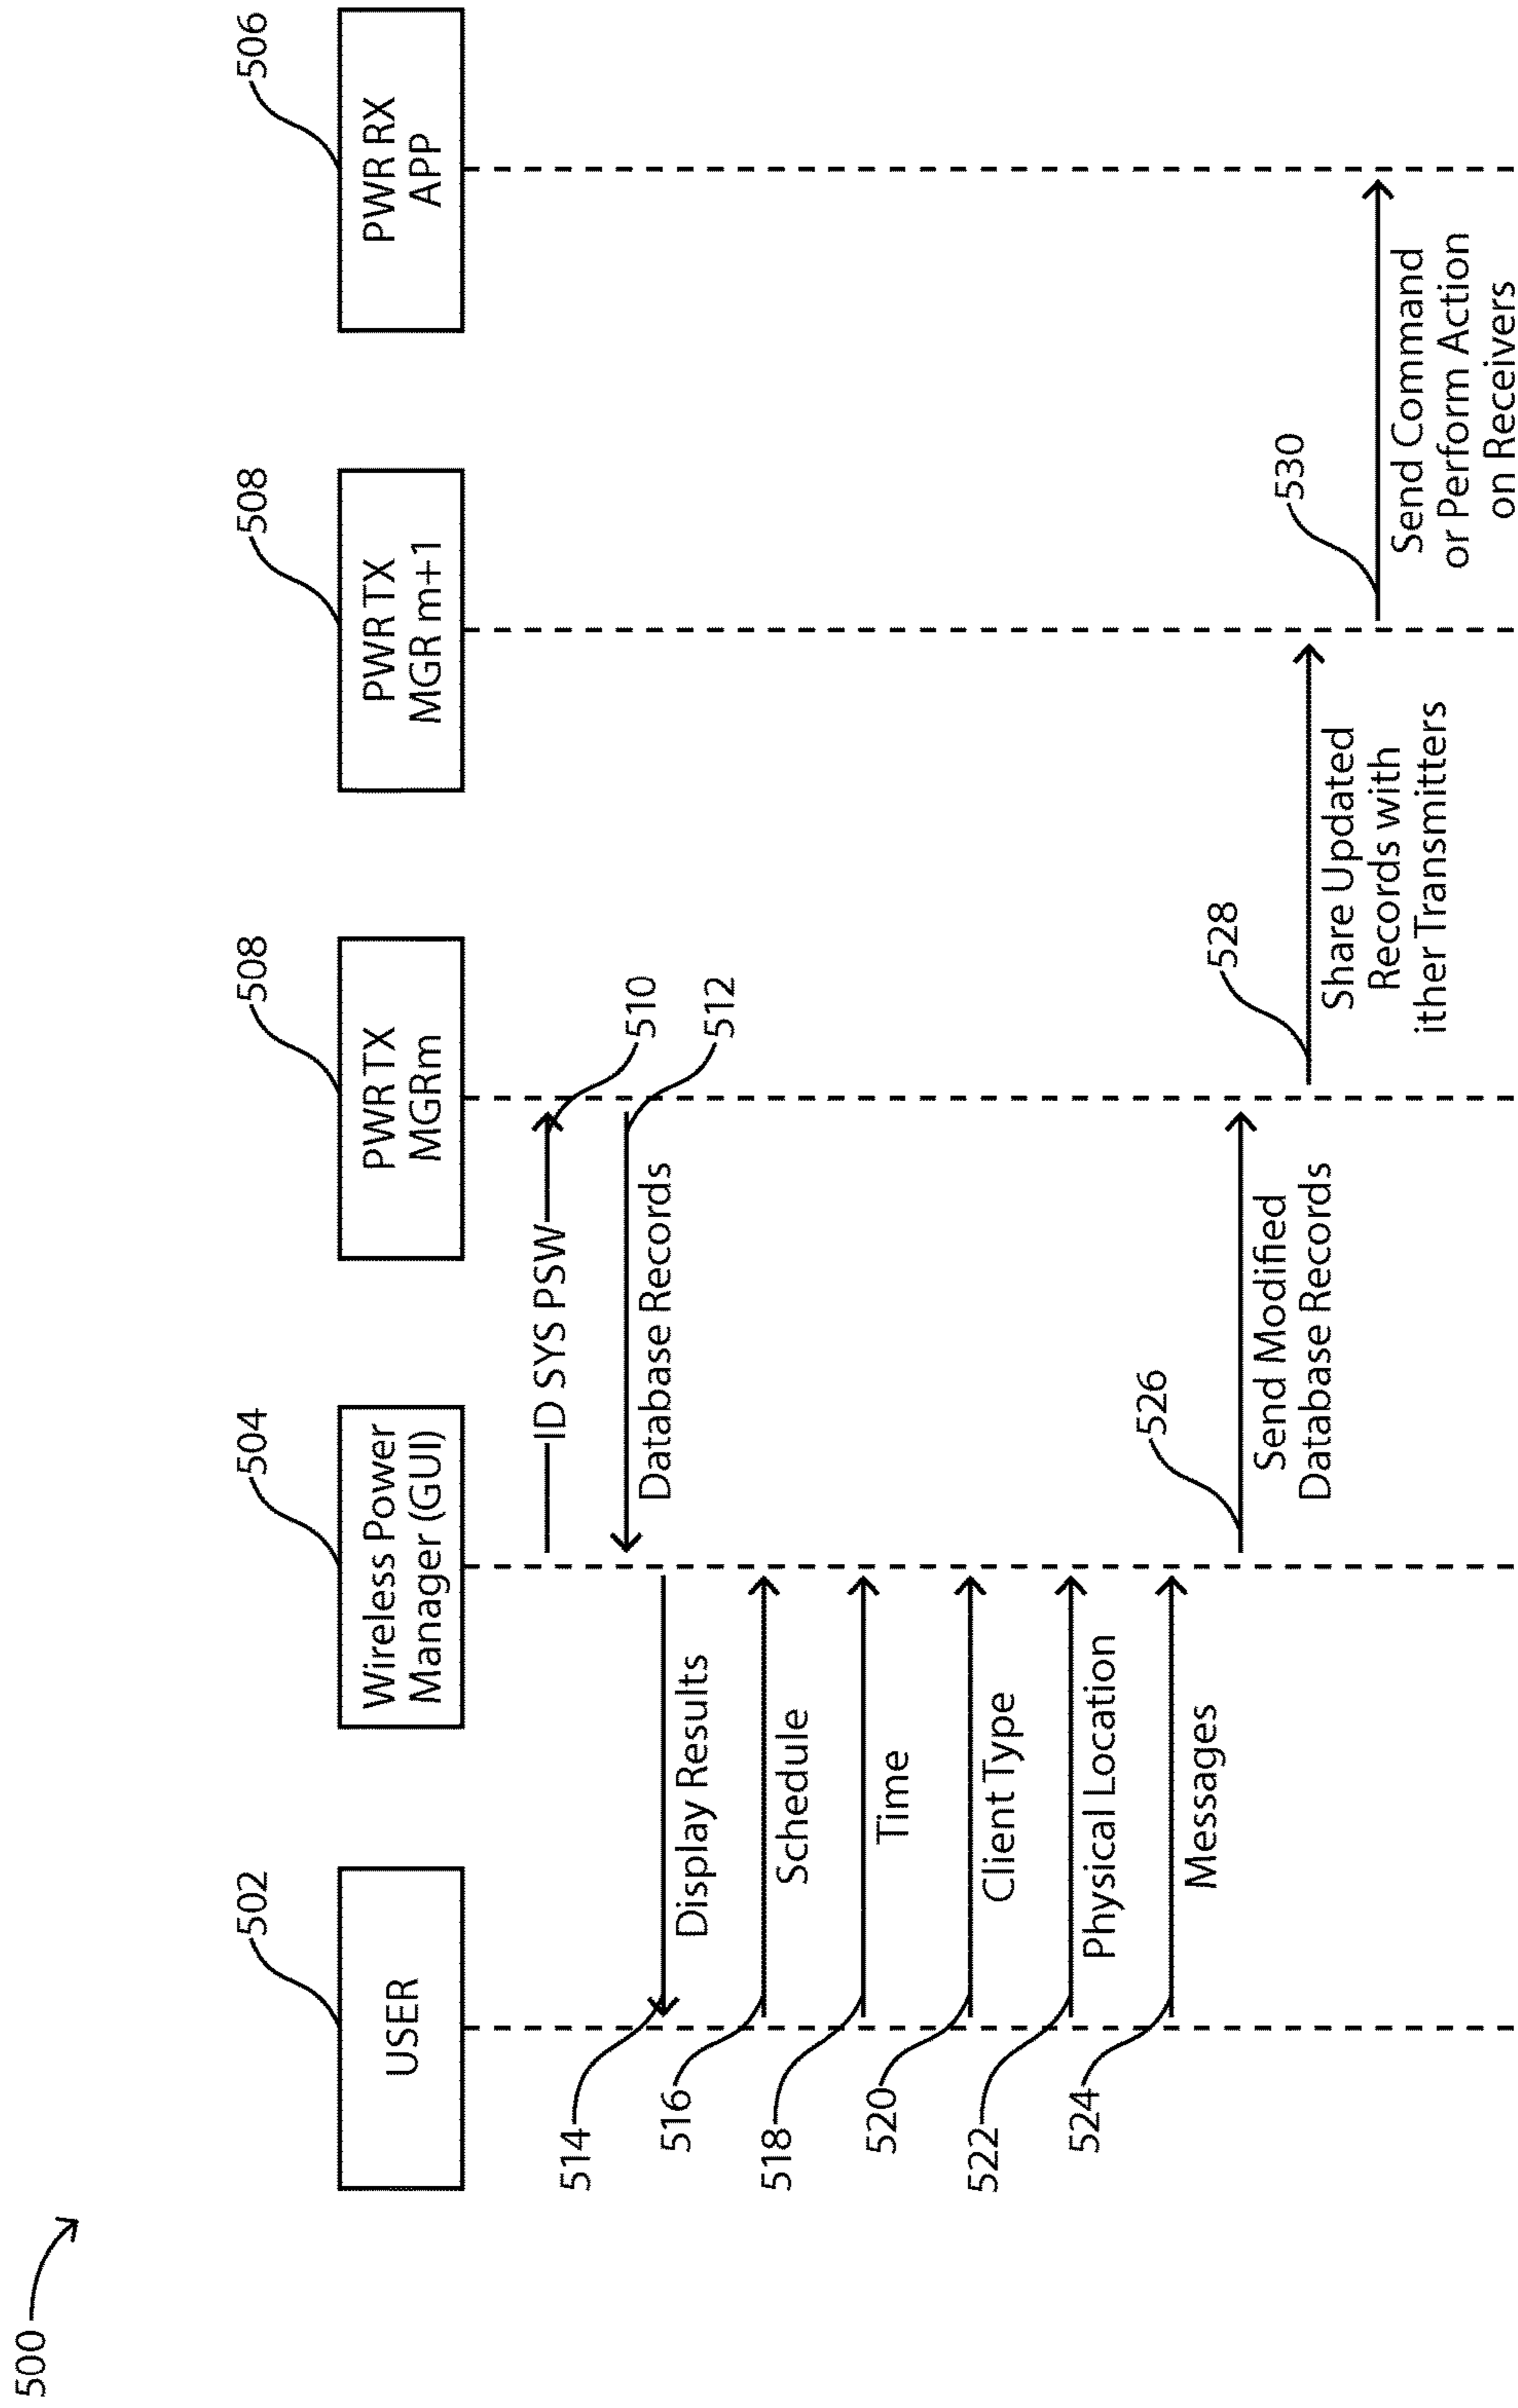 500
502
504
508
508
506
USER
Wireless Power
Manager (GUI)
PWR TX
MGRm
PWR TX
MGR m+1
PWR RX
APP
ID SYS PSW
510
Database Records
512
514
Display Results
516
Schedule
518
Time
520
Client Type
522
Physical Location
524
Messages
526
Send Modified
Database Records
528
Share Updated
Records with
ither Transmitters
530
Send Command
or Perform Action
on Receivers